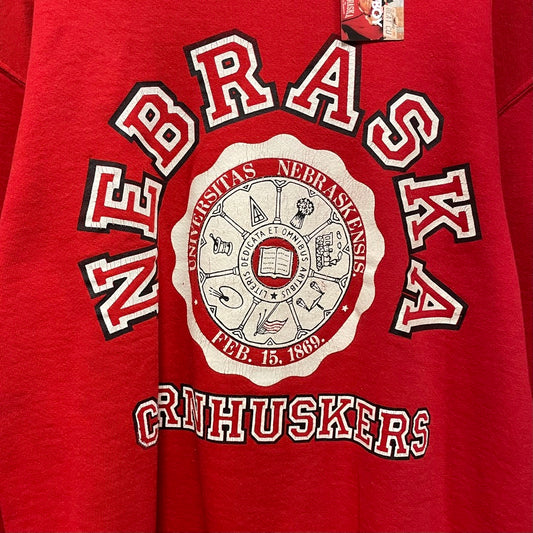 NEBRASKA
UNIVERSITAS NEBRASKENSIS.
LITERIS DEDICATA ET OMNIBUS ARTIBUS
FEB. 15, 1869.
CRNHUSKERS